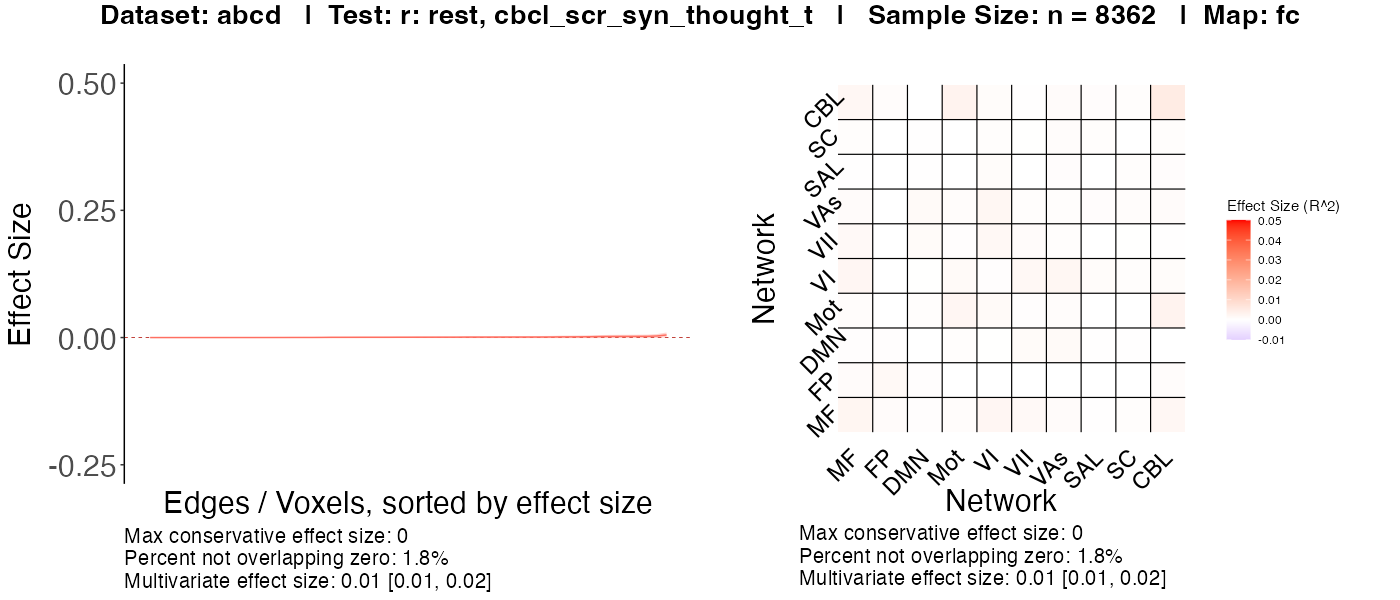 Dataset: abcd | Test: r: rest, cbcl_scr_syn_thought_t | Sample Size: n = 8362 | Map: fc
0.50
0.25
0.00
-0.25
Effect Size
Edges / Voxels, sorted by effect size
Max conservative effect size: 0
Percent not overlapping zero: 1.8%
Multivariate effect size: 0.01 [0.01, 0.02]
Network
CBL
SC
SAL
VAs
VII
VI
Mot
DMN
FP
MF
MF
FP
DMN
Mot
VI
VII
VAs
SAL
SC
CBL
Network
Max conservative effect size: 0
Percent not overlapping zero: 1.8%
Multivariate effect size: 0.01 [0.01, 0.02]
Effect Size (R^2)
0.05
0.04
0.03
0.02
0.01
0.00
-0.01